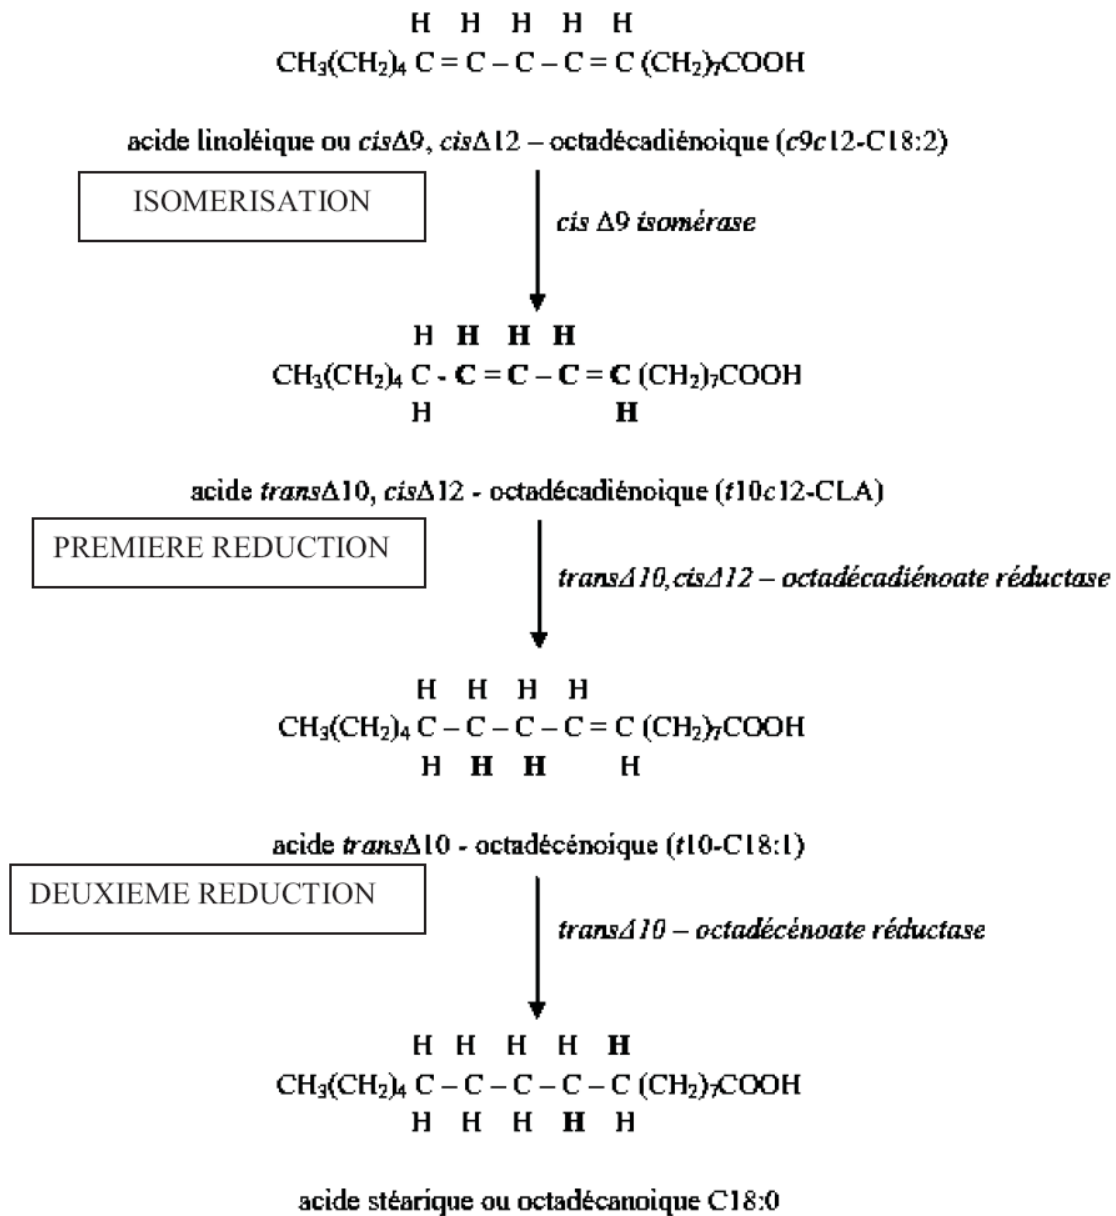 H H H H H
CH₃(CH₂)₄ C = C – C – C = C (CH₂)₇COOH
acide linoléique ou cisΔ9, cisΔ12 – octadécadiénoique (c9c12-C18:2)
ISOMERISATION
cis Δ9 isomérase
H H H H
CH₃(CH₂)₄ C - C = C – C = C (CH₂)₇COOH
H H
acide transΔ10, cisΔ12 - octadécadiénoique (t10c12-CLA)
PREMIERE REDUCTION
transΔ10,cisΔ12 – octadécadiénoate réductase
H H H H
CH₃(CH₂)₄ C – C – C – C = C (CH₂)₇COOH
H H H H
acide transΔ10 - octadécénoique (t10-C18:1)
DEUXIEME REDUCTION
transΔ10 – octadécénoate réductase
H H H H H
CH₃(CH₂)₄ C – C – C – C – C (CH₂)₇COOH
H H H H H
acide stéarique ou octadécanoique C18:0